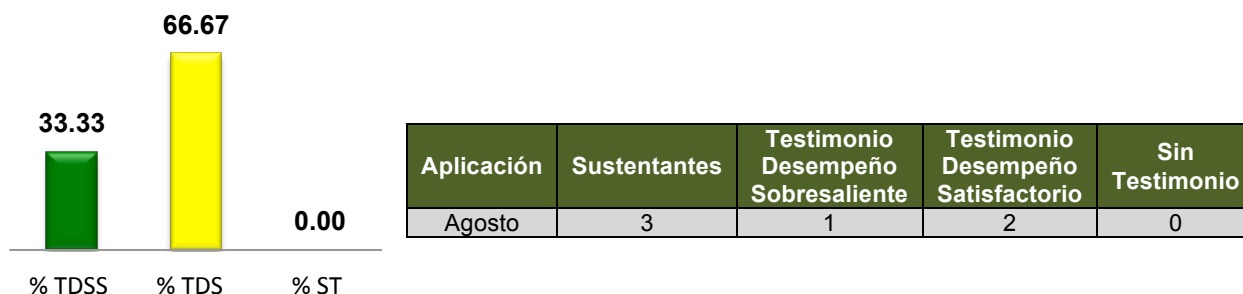 66.67
33.33
0.00
% TDSS % TDS % ST
Aplicación Sustentantes Testimonio Desempeño Sobresaliente Testimonio Desempeño Satisfactorio Sin Testimonio
Agosto 3 1 2 0